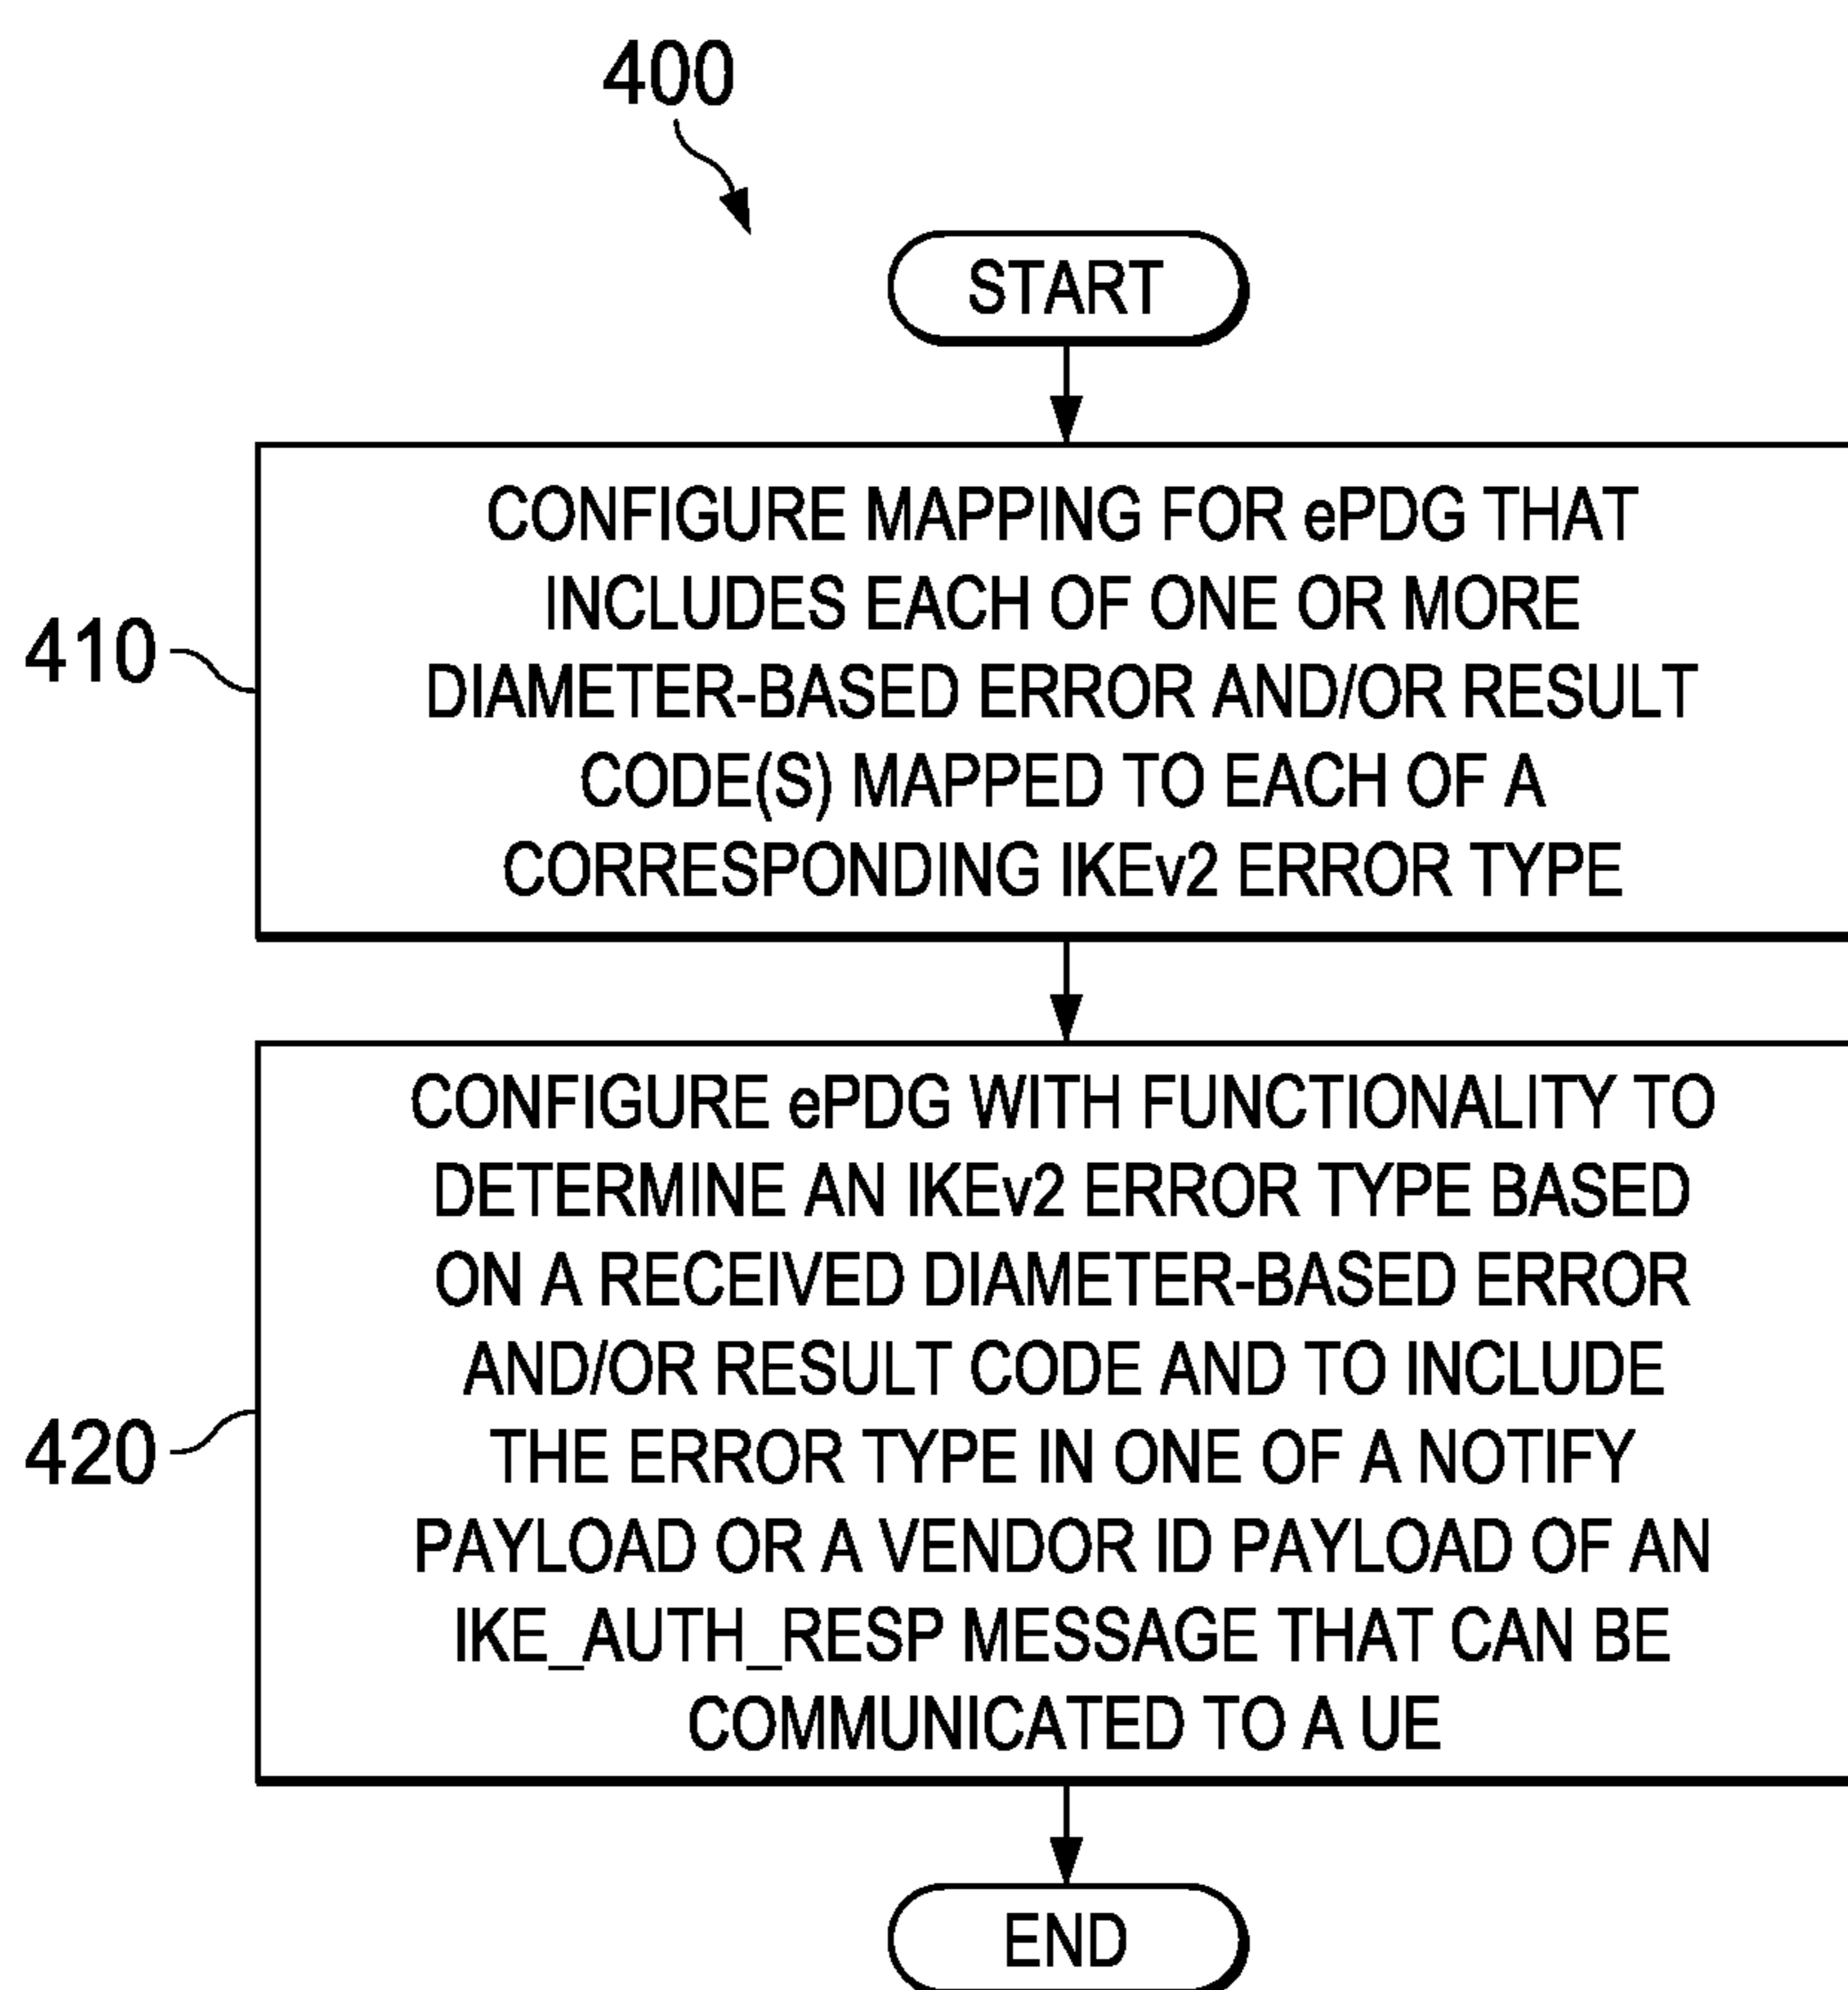 400
START
410
CONFIGURE MAPPING FOR ePDG THAT
INCLUDES EACH OF ONE OR MORE
DIAMETER-BASED ERROR AND/OR RESULT
CODE(S) MAPPED TO EACH OF A
CORRESPONDING IKEv2 ERROR TYPE
420
CONFIGURE ePDG WITH FUNCTIONALITY TO
DETERMINE AN IKEv2 ERROR TYPE BASED
ON A RECEIVED DIAMETER-BASED ERROR
AND/OR RESULT CODE AND TO INCLUDE
THE ERROR TYPE IN ONE OF A NOTIFY
PAYLOAD OR A VENDOR ID PAYLOAD OF AN
IKE_AUTH_RESP MESSAGE THAT CAN BE
COMMUNICATED TO A UE
END